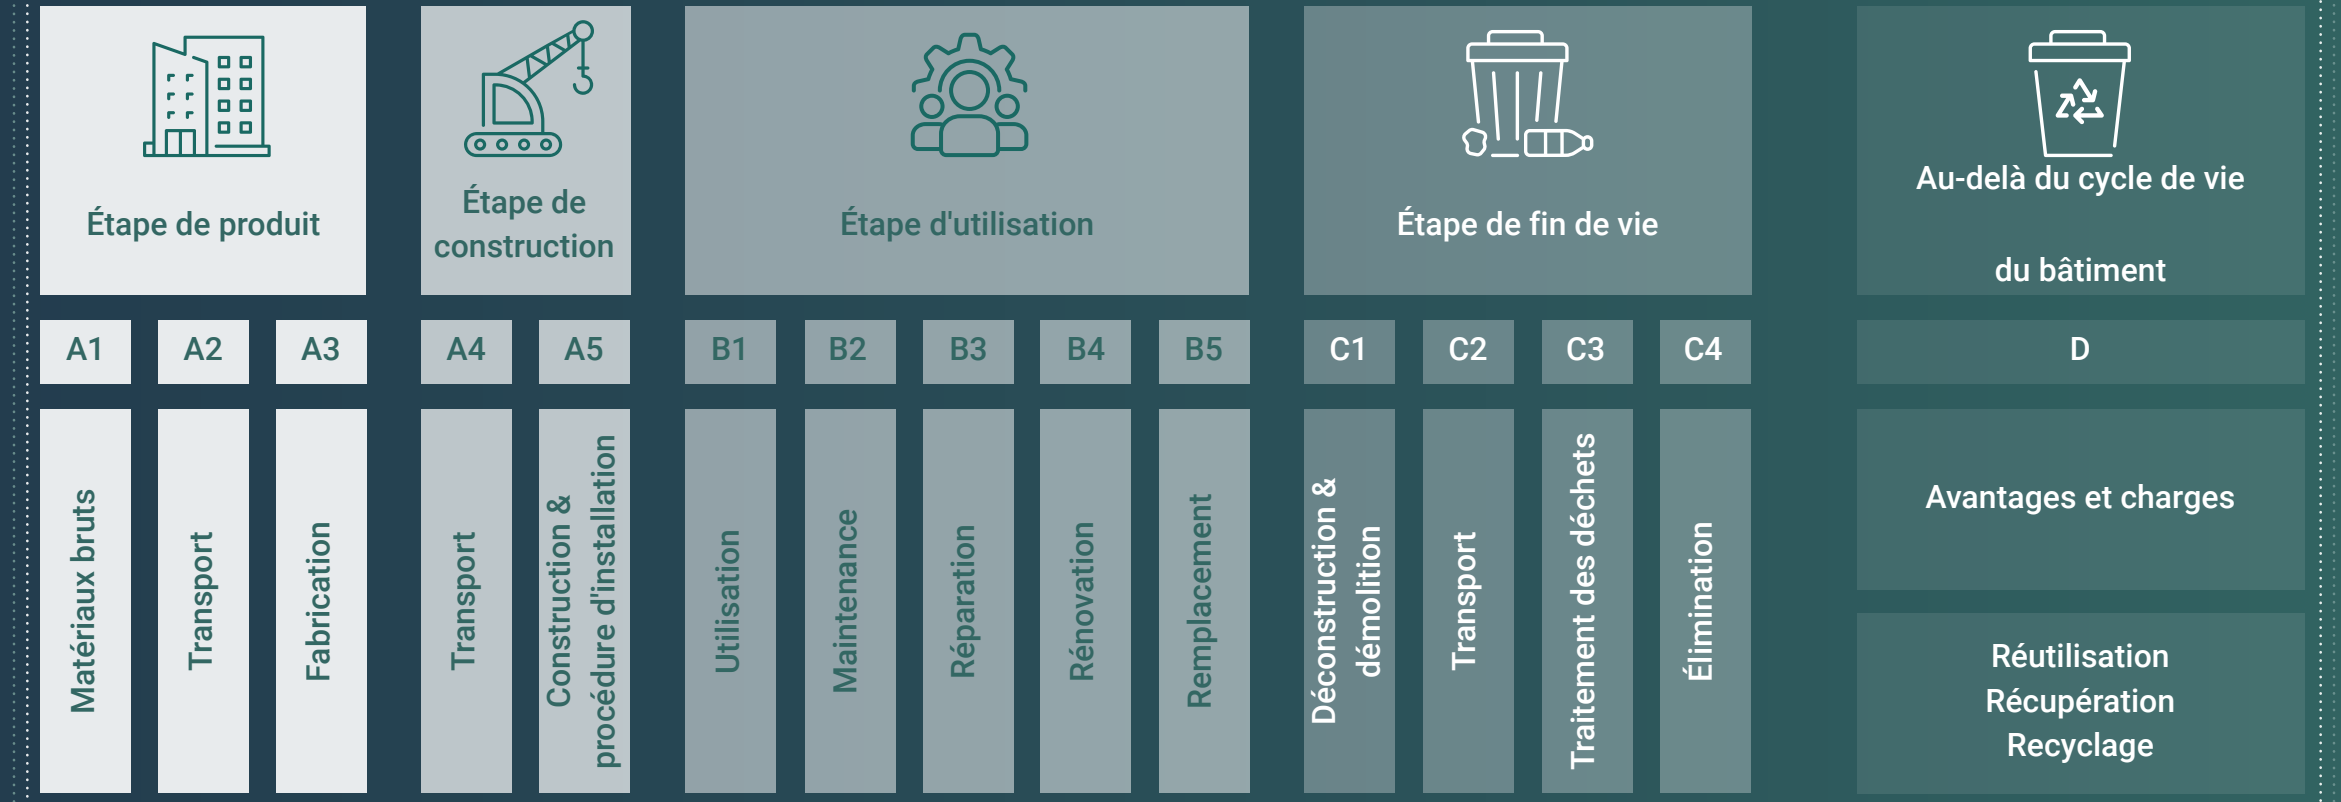 Étape de produit
Étape de
construction
Étape d'utilisation
Étape de fin de vie
Au-delà du cycle de vie
du bâtiment
A1
A2
A3
A4
A5
B1
B2
B3
B4
B5
C1
C2
C3
C4
D
Matériaux bruts
Transport
Fabrication
Transport
Construction &
procédure d'installation
Utilisation
Maintenance
Réparation
Rénovation
Remplacement
Déconstruction &
démolition
Transport
Traitement des déchets
Élimination
Avantages et charges
Réutilisation
Récupération
Recyclage